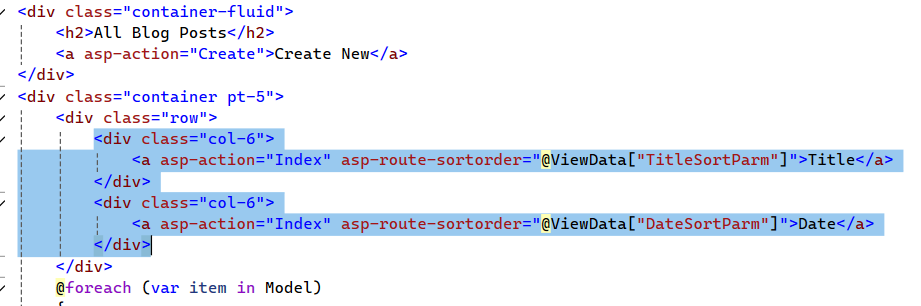 <div class="container-fluid">
    <h2>All Blog Posts</h2>
    <a asp-action="Create">Create New</a>
</div>
<div class="container pt-5">
    <div class="row">
        <div class="col-6">
            <a asp-action="Index" asp-route-sortorder="@ViewData["TitleSortParm"]">Title</a>
        </div>
        <div class="col-6">
            <a asp-action="Index" asp-route-sortorder="@ViewData["DateSortParm"]">Date</a>
        </div>
    </div>
    @foreach (var item in Model)